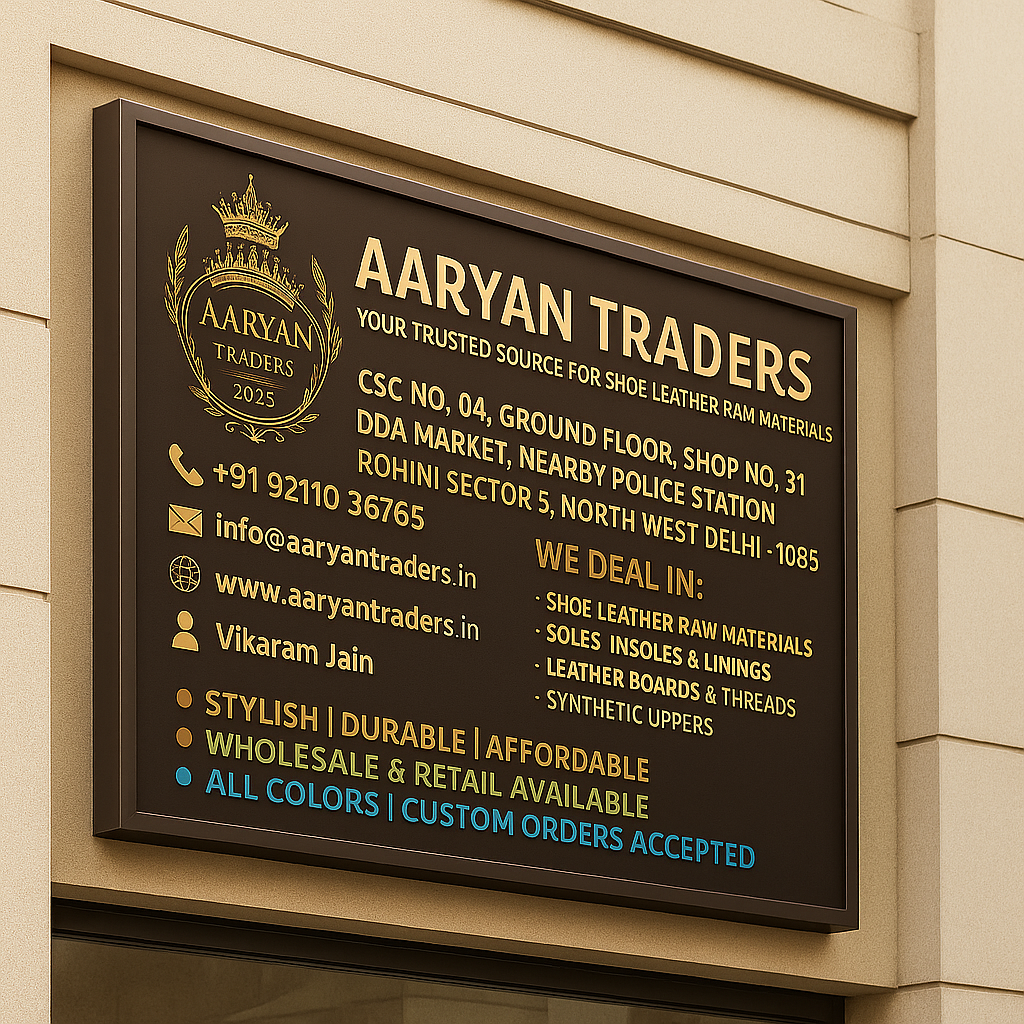 AARYAN
TRADERS
2025
AARYAN TRADERS
YOUR TRUSTED SOURCE FOR SHOE LEATHER RAM MATERIALS
CSC NO, 04, GROUND FLOOR, SHOP NO, 31
DDA MARKET, NEARBY POLICE STATION
ROHINI SECTOR 5, NORTH WEST DELHI - 1085
+91 92110 36765
info@aaryantraders.in
www.aaryantraders.in
Vikaram Jain
WE DEAL IN:
· SHOE LEATHER RAW MATERIALS
· SOLES INSOLES & LININGS
· LEATHER BOARDS & THREADS
· SYNTHETIC UPPERS
STYLISH | DURABLE | AFFORDABLE
WHOLESALE & RETAIL AVAILABLE
ALL COLORS | CUSTOM ORDERS ACCEPTED